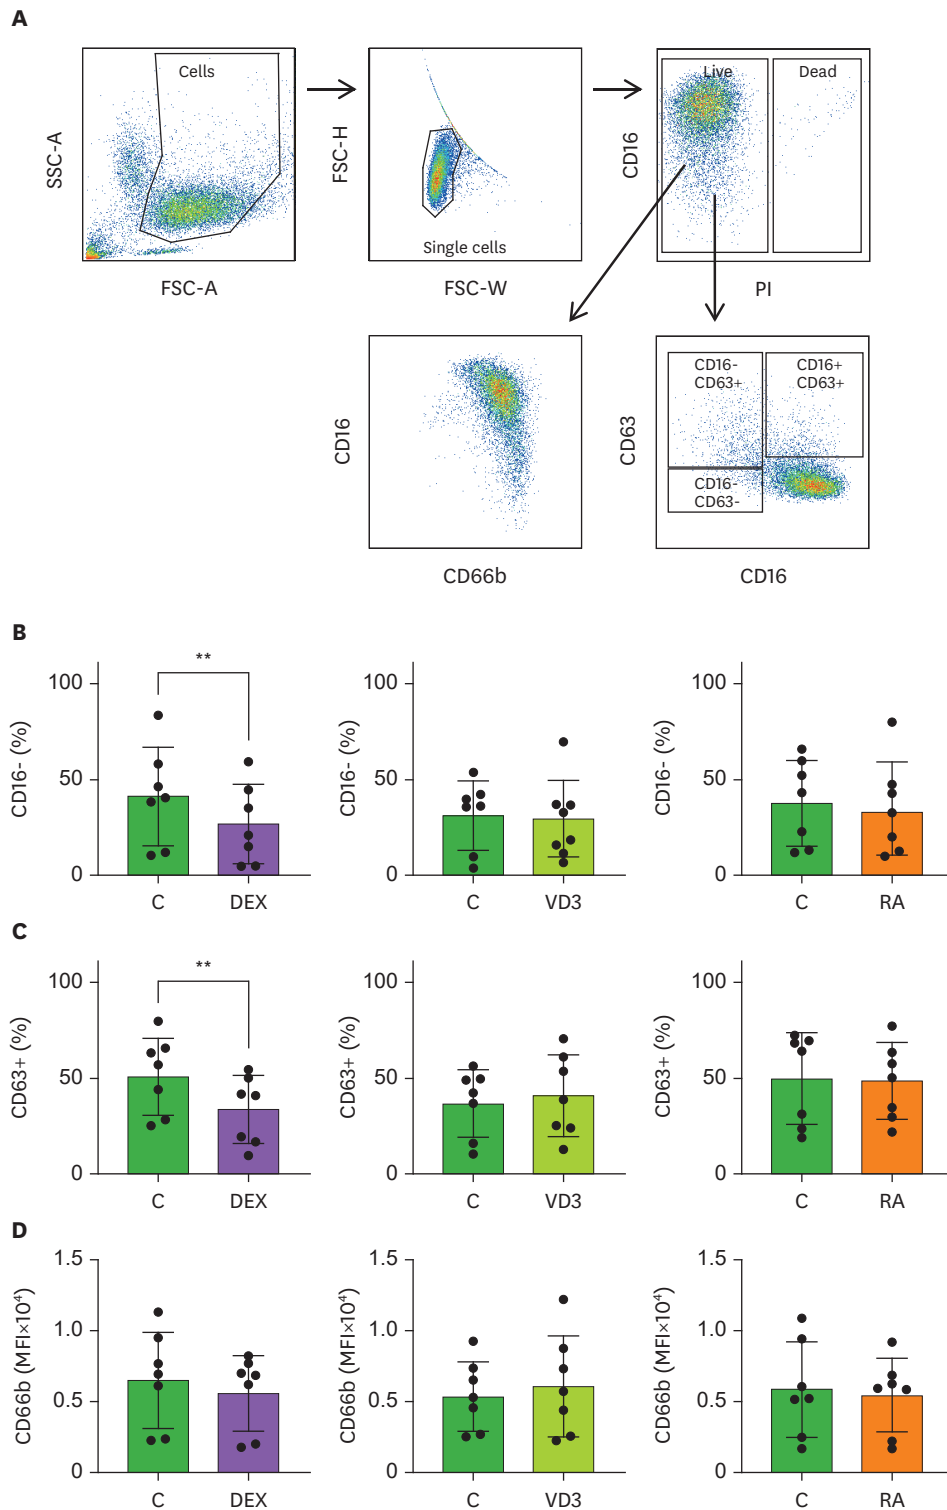 A
Cells
SSC-A
FSC-A
FSC-H
Single cells
FSC-W
Live
Dead
CD16
PI
CD16
CD66b
CD16-
CD63+
CD16+
CD63+
CD16-
CD63-
CD63
CD16
B
CD16- (%)
100
50
0
**
C
DEX
CD16- (%)
100
50
0
C
VD3
CD16- (%)
100
50
0
C
RA
C
CD63+ (%)
100
50
0
**
C
DEX
CD63+ (%)
100
50
0
C
VD3
CD63+ (%)
100
50
0
C
RA
D
CD66b (MFI×10⁴)
1.5
1.0
0.5
0
C
DEX
CD66b (MFI×10⁴)
1.5
1.0
0.5
0
C
VD3
CD66b (MFI×10⁴)
1.5
1.0
0.5
0
C
RA